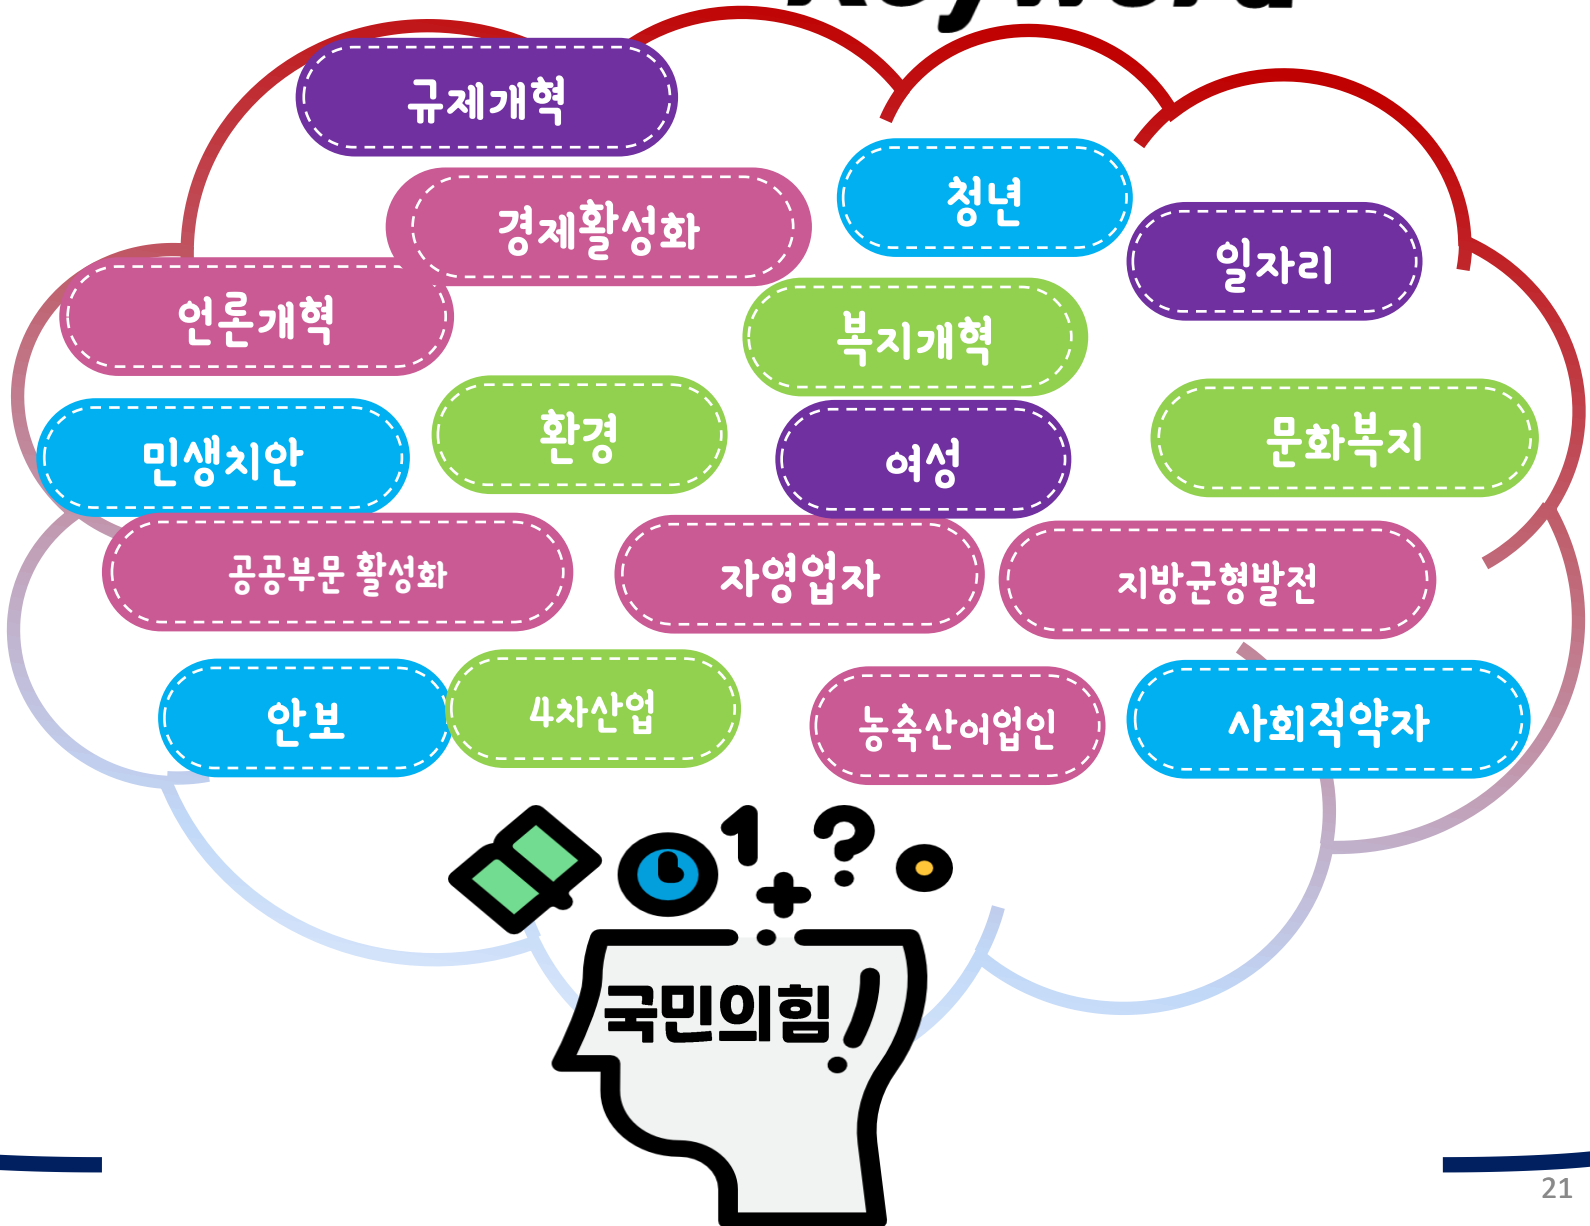 Keyword
규제개혁
경제활성화
청년
일자리
언론개혁
복지개혁
민생치안
환경
여성
문화복지
공공부문 활성화
자영업자
지방균형발전
안보
4차산업
농축산어업인
사회적약자
1
+
?
국민의힘
!
21